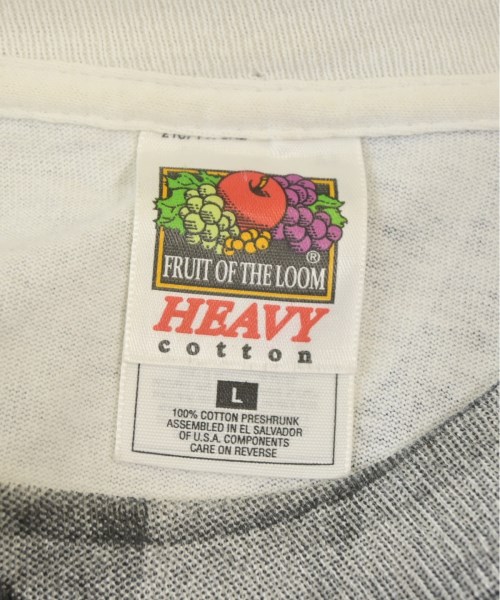 ®
FRUIT OF THE LOOM
HEAVY
cotton
L
100% COTTON PRESHRUNK
ASSEMBLED IN EL SALVADOR
OF U.S.A. COMPONENTS
CARE ON REVERSE